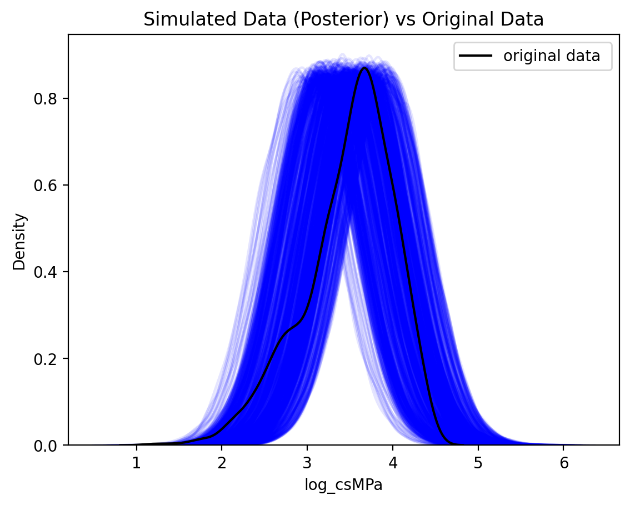 Simulated Data (Posterior) vs Original Data
original data
Density
0.8
0.6
0.4
0.2
0.0
1 2 3 4 5 6
log_csMPa